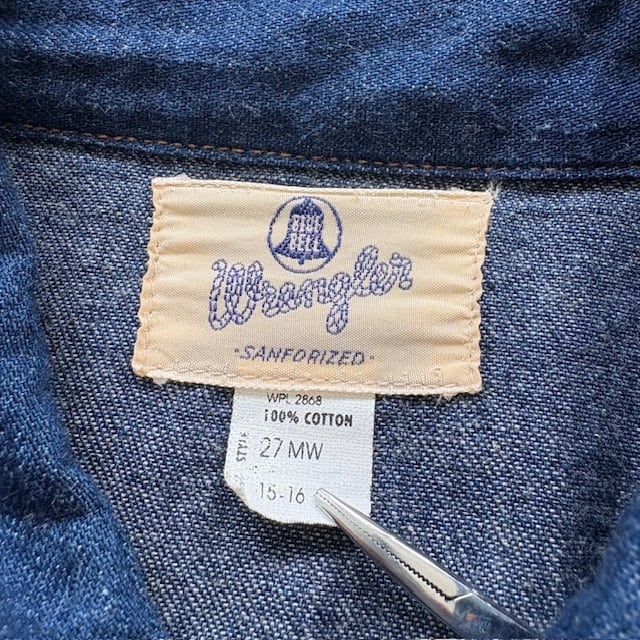 Wrangler
"SANFORIZED"
WPL 2868
100% COTTON
STYLE
27 MW
15-16